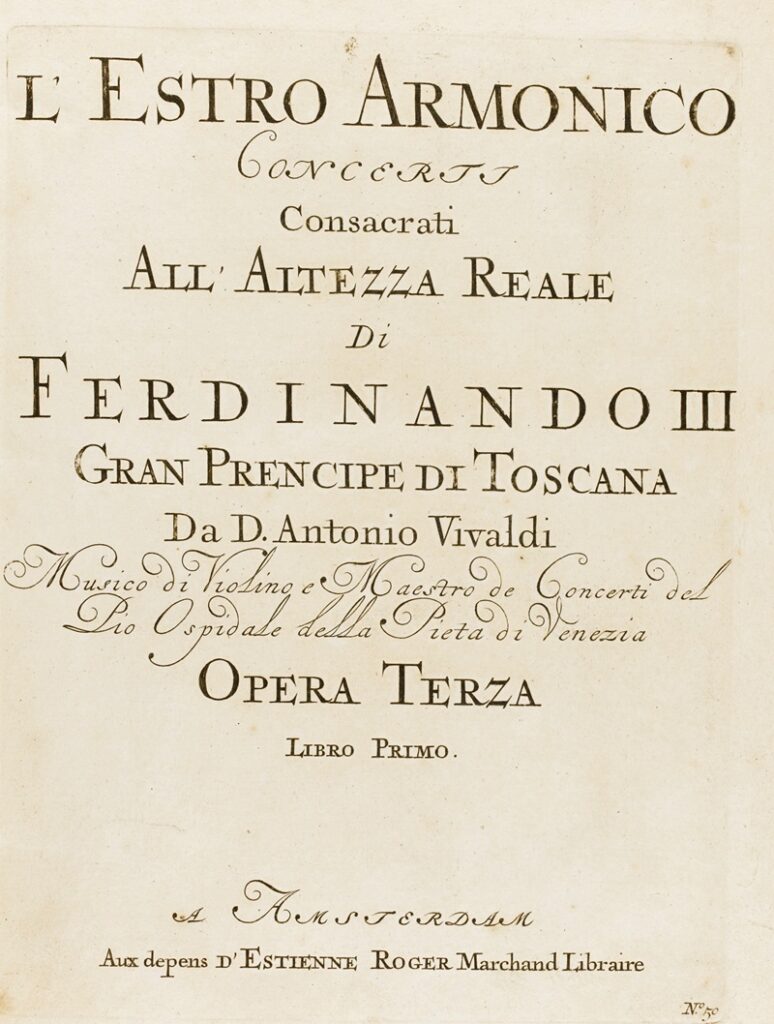 L' ESTRO ARMONICO
CONCERTI
Consacrati
ALL' ALTEZZA REALE
Di
FERDINANDO III
GRAN PRENCIPE DI TOSCANA
Da D. Antonio Vivaldi
Musico di Violino e Maestro de Concerti del
Pio Ospidale della Pieta di Venezia
OPERA TERZA
LIBRO PRIMO.
A AMSTERDAM
Aux depens D'ESTIENNE ROGER Marchand Libraire
N.º 50